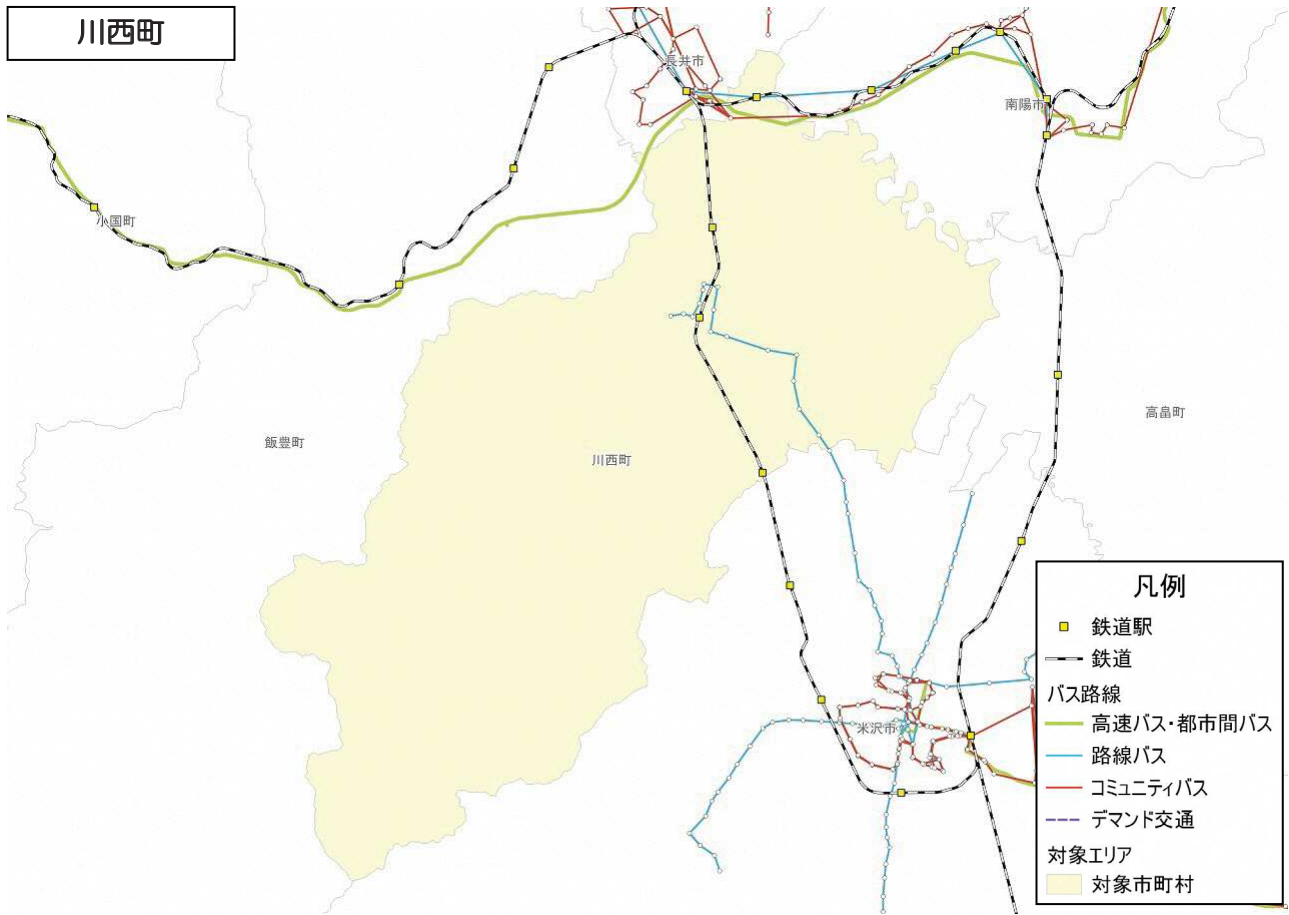 川西町
長井市
南陽市
小国町
高畠町
飯豊町
川西町
米沢市
凡例
鉄道駅
鉄道
バス路線
高速バス・都市間バス
路線バス
コミュニティバス
デマンド交通
対象エリア
対象市町村